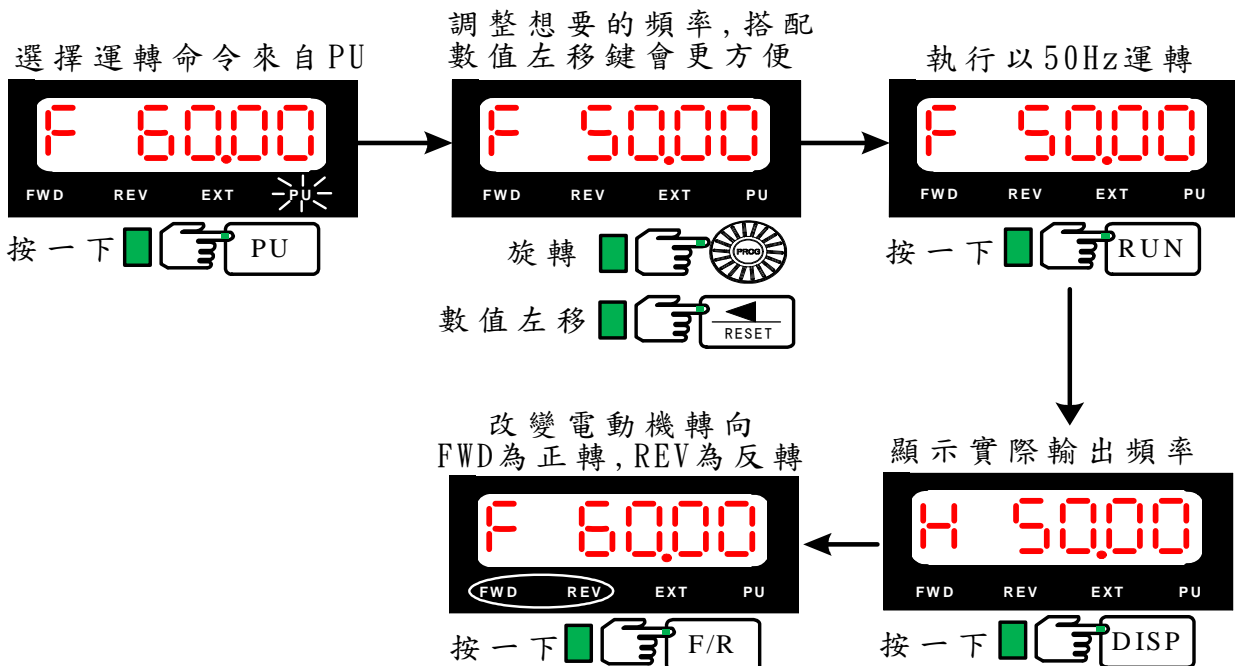 選擇運轉命令來自PU
F 60.00
FWD REV EXT PU
按一下 PU
調整想要的頻率,搭配
數值左移鍵會更方便
F 50.00
FWD REV EXT PU
旋轉 PROG
數值左移 RESET
執行以50Hz運轉
F 50.00
FWD REV EXT PU
按一下 RUN
顯示實際輸出頻率
H 50.00
FWD REV EXT PU
按一下 DISP
改變電動機轉向
FWD為正轉,REV為反轉
F 60.00
FWD REV EXT PU
按一下 F/R